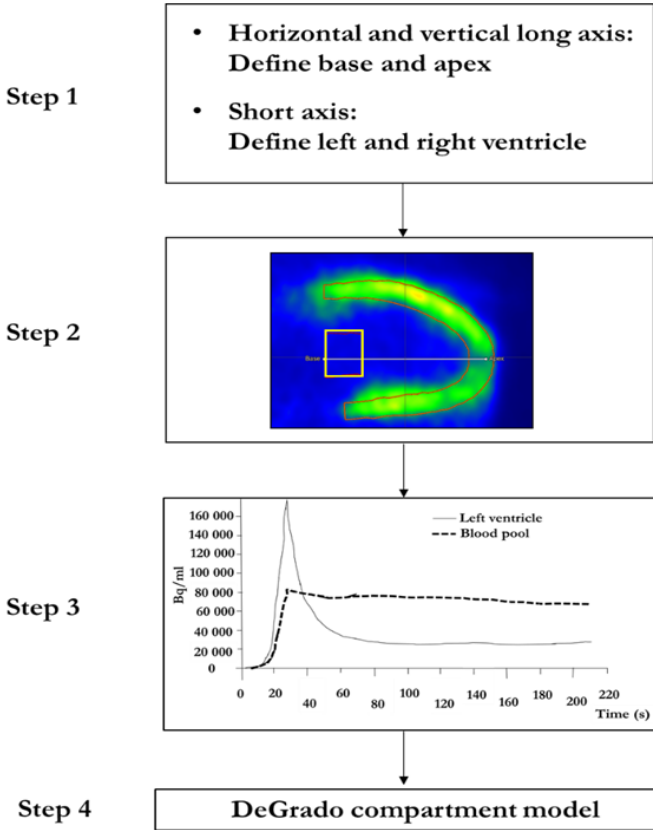 Step 1
• Horizontal and vertical long axis:
Define base and apex
• Short axis:
Define left and right ventricle
Step 2
Base
Apex
Step 3
Bq/ml
160 000
140 000
120 000
100 000
80 000
60 000
40 000
20 000
0
Left ventricle
Blood pool
0 20 60 100 140 180 220
40 80 120 160 200
Time (s)
Step 4
DeGrado compartment model